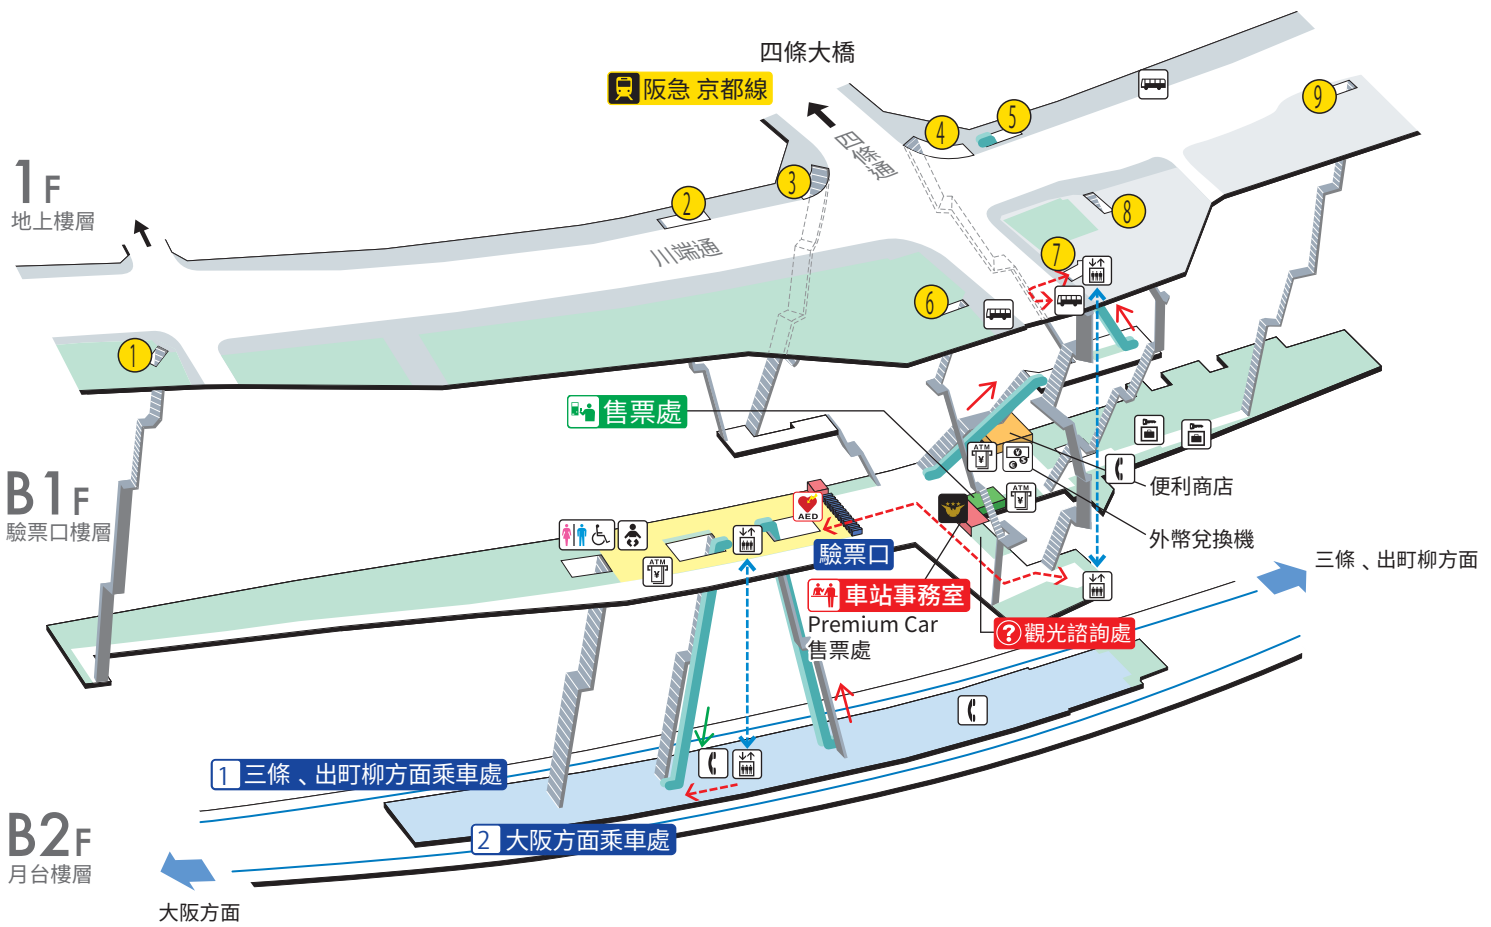 四條大橋
阪急 京都線
四條通
川端通
1F
地上樓層
1
2
3
4
5
6
7
8
9
售票處
B1F
驗票口樓層
ATM
¥
ATM
¥
ATM
¥
AED
便利商店
外幣兌換機
驗票口
車站事務室
Premium Car
售票處
?觀光諮詢處
三條、出町柳方面
1 三條、出町柳方面乘車處
2 大阪方面乘車處
B2F
月台樓層
大阪方面